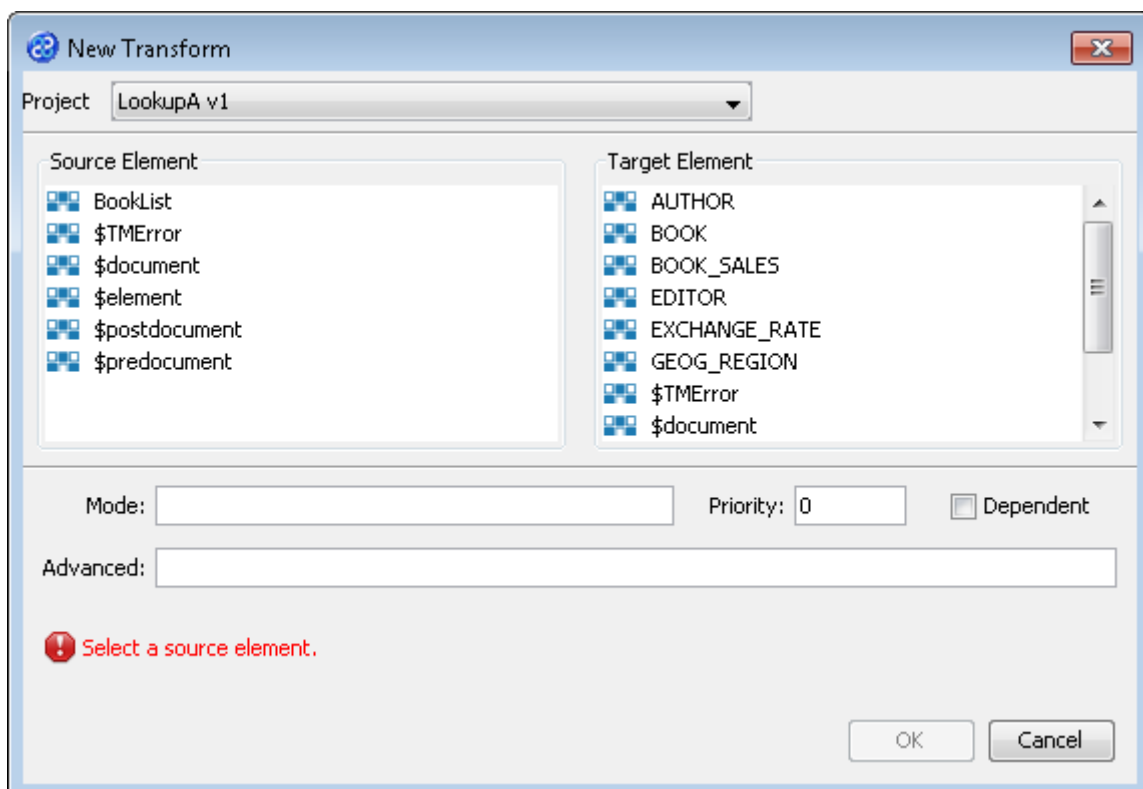 New Transform
Project LookupA v1
Source Element
BookList
$TMError
$document
$element
$postdocument
$predocument
Target Element
AUTHOR
BOOK
BOOK_SALES
EDITOR
EXCHANGE_RATE
GEOG_REGION
$TMError
$document
Mode: Priority: 0 Dependent
Advanced:
Select a source element.
OK Cancel